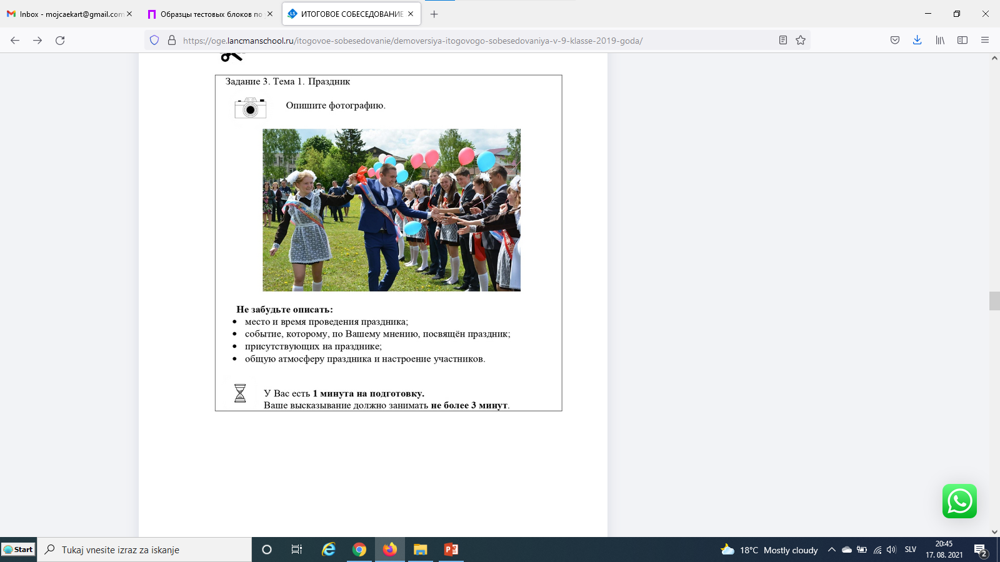 Inbox - mojcaekart@gmail.com
Образцы тестовых блоков по
ИТОГОВОЕ СОБЕСЕДОВАНИЕ
https://oge.lancmanschool.ru/itogovoe-sobesedovanie/demoversiya-itogovogo-sobesedovaniya-v-9-klasse-2019-goda/
Задание 3. Тема 1. Праздник
Опишите фотографию.
Не забудьте описать:
• место и время проведения праздника;
• событие, которому, по Вашему мнению, посвящён праздник;
• присутствующих на празднике;
• общую атмосферу праздника и настроение участников.
У Вас есть 1 минута на подготовку.
Ваше высказывание должно занимать не более 3 минут.
Start
Tukaj vnesite izraz za iskanje
18°C Mostly cloudy
SLV
20:45
17. 08. 2021
2